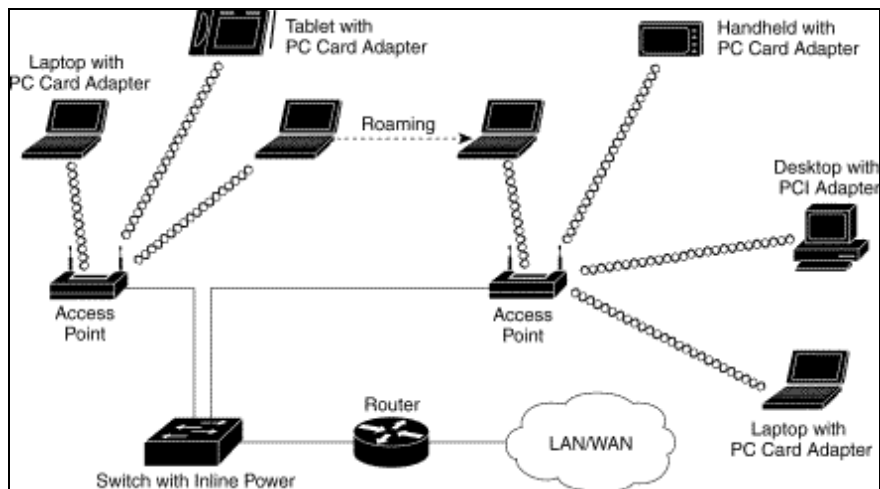 Tablet with
PC Card Adapter
Handheld with
PC Card Adapter
Laptop with
PC Card Adapter
Roaming
Desktop with
PCI Adapter
Access
Point
Access
Point
Router
LAN/WAN
Laptop with
PC Card Adapter
Switch with Inline Power